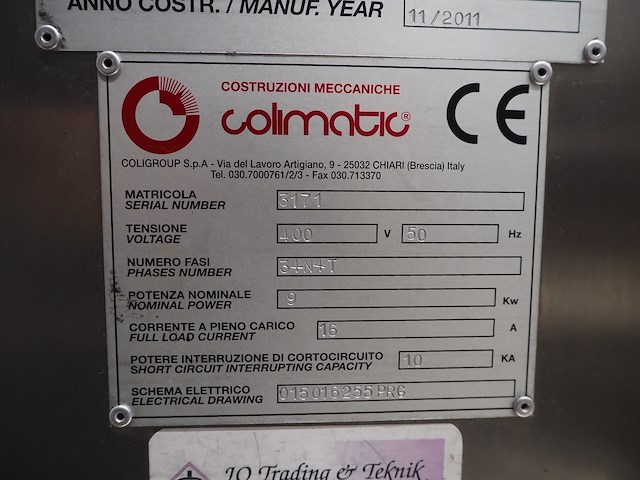 ANNO COSTR. / MANUF. YEAR 11/2011
COSTRUZIONI MECCANICHE
colimatic® CE
COLIGROUP S.p.A - Via del Lavoro Artigiano, 9 - 25032 CHIARI (Brescia) Italy
Tel. 030.7000761/2/3 - Fax 030.713370
MATRICOLA
SERIAL NUMBER 3171
TENSIONE
VOLTAGE 400 V 50 Hz
NUMERO FASI
PHASES NUMBER 3+N+T
POTENZA NOMINALE
NOMINAL POWER 9 Kw
CORRENTE A PIENO CARICO
FULL LOAD CURRENT 16 A
POTERE INTERRUZIONE DI CORTOCIRCUITO
SHORT CIRCUIT INTERRUPTING CAPACITY 10 KA
SCHEMA ELETTRICO
ELECTRICAL DRAWING 015016255PRG
JO Trading & Teknik